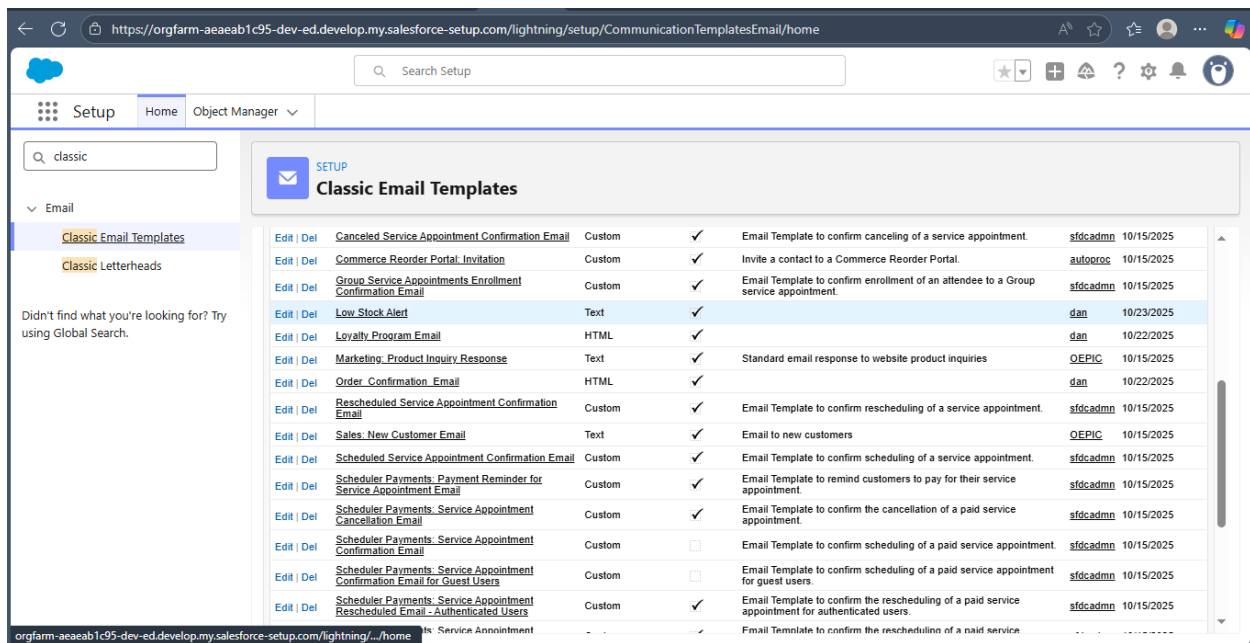 https://orgfarm-aeaeab1c95-dev-ed.develop.my.salesforce-setup.com/lightning/setup/CommunicationTemplatesEmail/home
Search Setup
Setup Home Object Manager
classic
Email
Classic Email Templates
Classic Letterheads
Didn't find what you're looking for? Try
using Global Search.
SETUP
Classic Email Templates
Edit | Del Canceled Service Appointment Confirmation Email Custom Email Template to confirm canceling of a service appointment. sfdcadmn 10/15/2025
Edit | Del Commerce Reorder Portal: Invitation Custom Invite a contact to a Commerce Reorder Portal. autoproc 10/15/2025
Edit | Del Group Service Appointments Enrollment
Confirmation Email Custom Email Template to confirm enrollment of an attendee to a Group
service appointment. sfdcadmn 10/15/2025
Edit | Del Low Stock Alert Text dan 10/23/2025
Edit | Del Loyalty Program Email HTML dan 10/22/2025
Edit | Del Marketing: Product Inquiry Response Text Standard email response to website product inquiries OEPIC 10/15/2025
Edit | Del Order_Confirmation_Email HTML dan 10/22/2025
Edit | Del Rescheduled Service Appointment Confirmation
Email Custom Email Template to confirm rescheduling of a service appointment. sfdcadmn 10/15/2025
Edit | Del Sales: New Customer Email Text Email to new customers OEPIC 10/15/2025
Edit | Del Scheduled Service Appointment Confirmation Email Custom Email Template to confirm scheduling of a service appointment. sfdcadmn 10/15/2025
Edit | Del Scheduler Payments: Payment Reminder for
Service Appointment Email Custom Email Template to remind customers to pay for their service
appointment. sfdcadmn 10/15/2025
Edit | Del Scheduler Payments: Service Appointment
Cancellation Email Custom Email Template to confirm the cancellation of a paid service
appointment. sfdcadmn 10/15/2025
Edit | Del Scheduler Payments: Service Appointment
Confirmation Email Custom Email Template to confirm scheduling of a paid service appointment. sfdcadmn 10/15/2025
Edit | Del Scheduler Payments: Service Appointment
Confirmation Email for Guest Users Custom Email Template to confirm scheduling of a paid service appointment
for guest users. sfdcadmn 10/15/2025
Edit | Del Scheduler Payments: Service Appointment
Rescheduled Email - Authenticated Users Custom Email Template to confirm the rescheduling of a paid service
appointment for authenticated users. sfdcadmn 10/15/2025
Service Appointment Email Template to confirm the rescheduling of a paid service
orgfarm-aeaeab1c95-dev-ed.develop.my.salesforce-setup.com/lightning/.../home